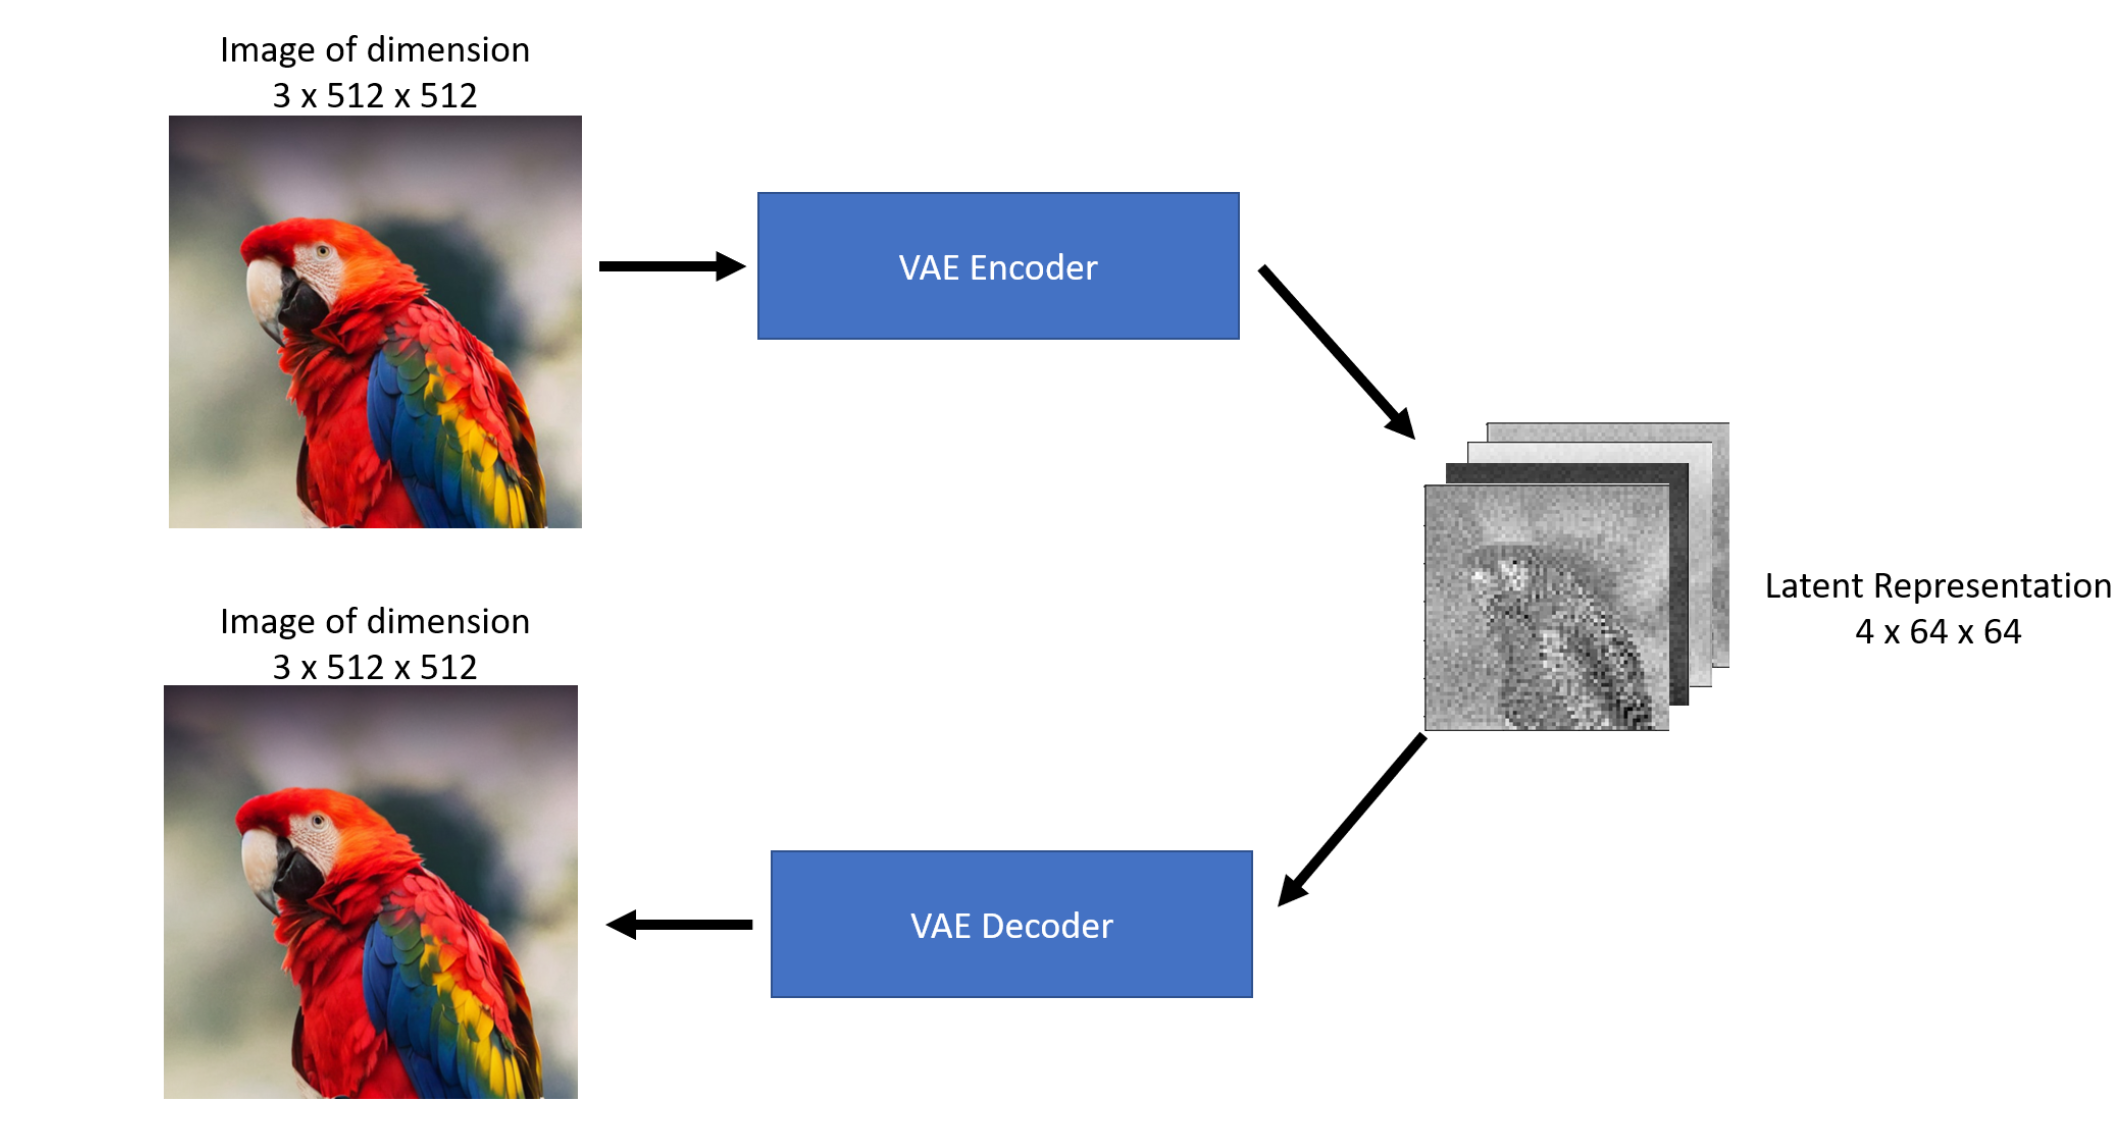 Image of dimension
3 x 512 x 512
VAE Encoder
Latent Representation
4 x 64 x 64
Image of dimension
3 x 512 x 512
VAE Decoder